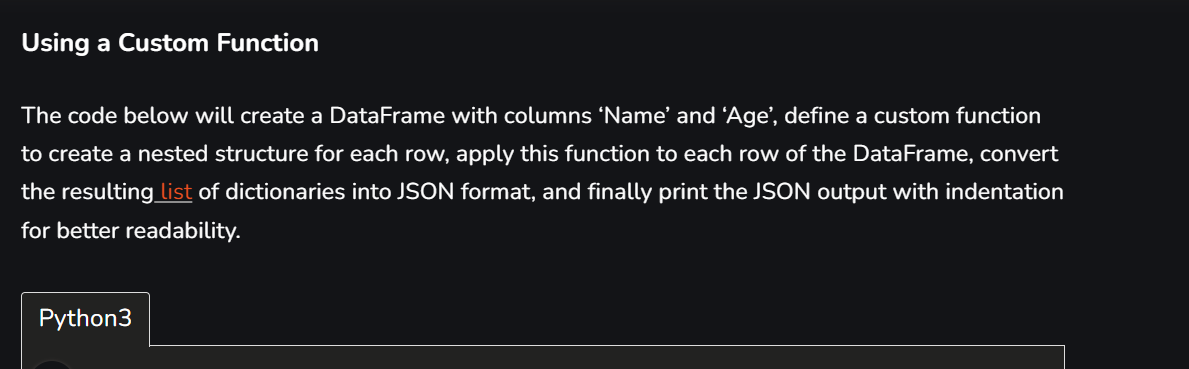 Using a Custom Function
The code below will create a DataFrame with columns ‘Name’ and ‘Age’, define a custom function
to create a nested structure for each row, apply this function to each row of the DataFrame, convert
the resulting list of dictionaries into JSON format, and finally print the JSON output with indentation
for better readability.
Python3